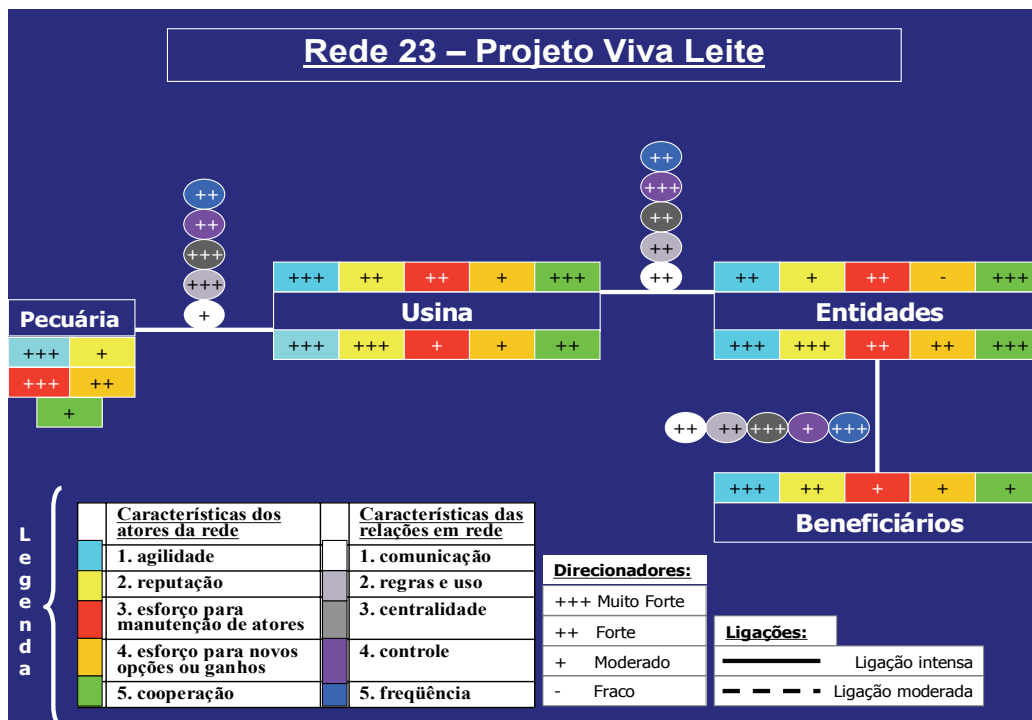 Rede 23 – Projeto Viva Leite
++
++
+++
+++
+
++
+++
++
++
++
+++ ++ ++ + +++
Usina
+++ +++ + + ++
++ + ++ - +++
Entidades
+++ +++ ++ ++ +++
Pecuária
+++ +
+++ ++
+
++ ++ +++ + +++
+++ ++ + + +
Beneficiários
Legenda
Características dos
atores da rede
1. agilidade
2. reputação
3. esforço para
manutenção de atores
4. esforço para novos
opções ou ganhos
5. cooperação
Características das
relações em rede
1. comunicação
2. regras e uso
3. centralidade
4. controle
5. freqüência
Direcionadores:
+++ Muito Forte
++ Forte
+ Moderado
- Fraco
Ligações:
Ligação intensa
Ligação moderada